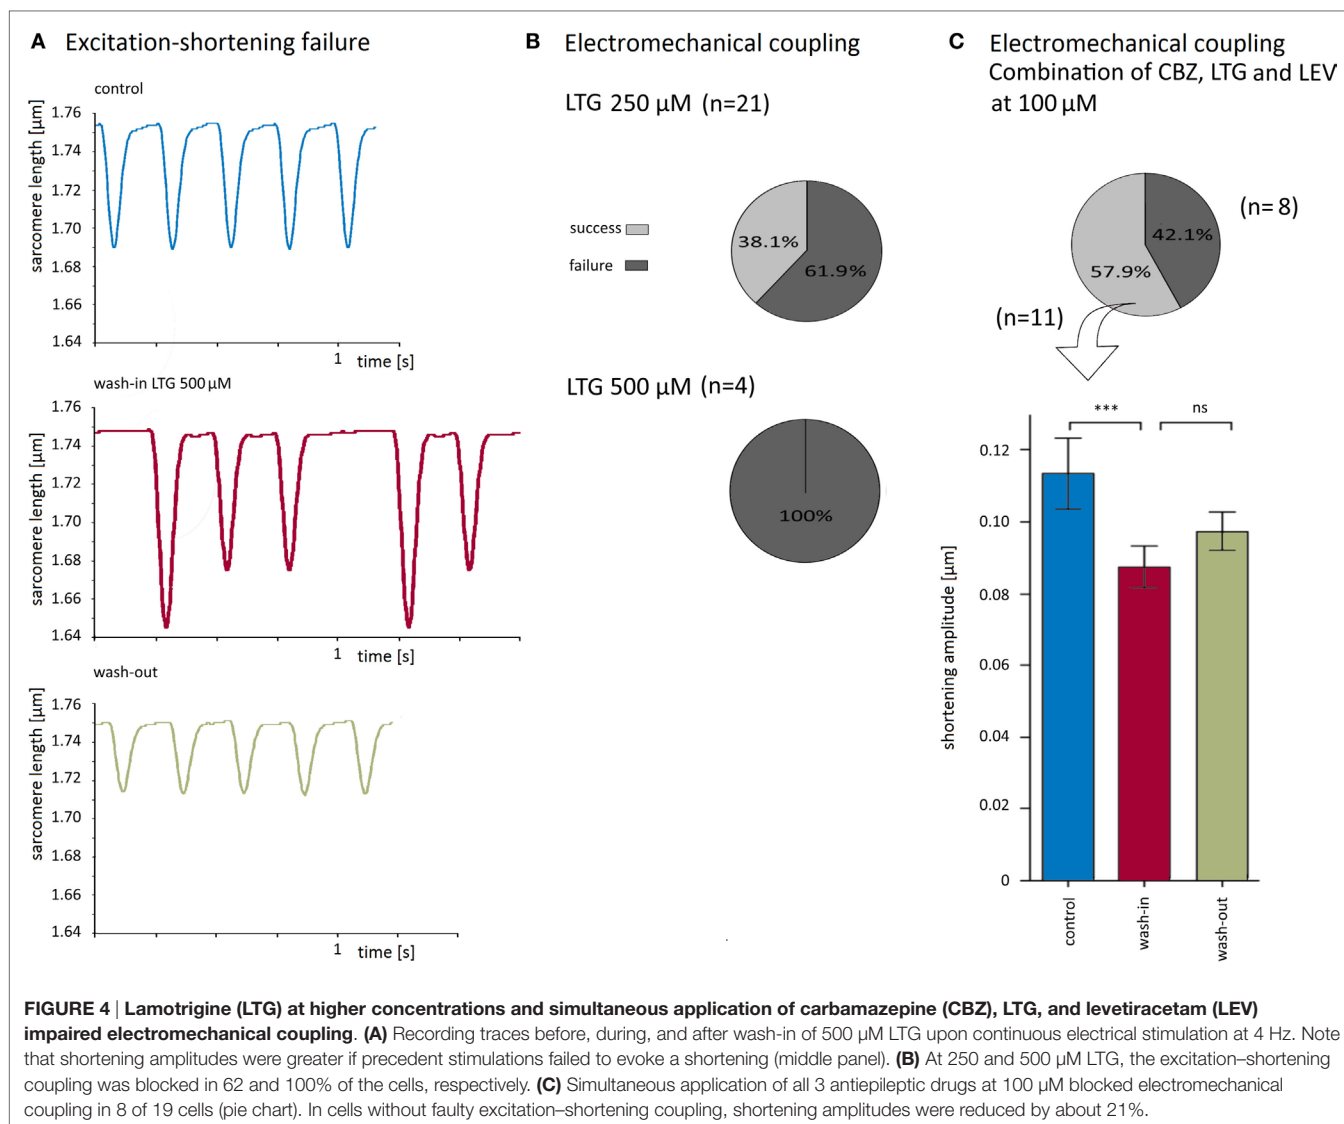 A Excitation-shortening failure
control
sarcomere length [µm]
1.76
1.74
1.72
1.70
1.68
1.66
1.64
1
time [s]
wash-in LTG 500 µM
sarcomere length [µm]
1.76
1.74
1.72
1.70
1.68
1.66
1.64
1
time [s]
wash-out
sarcomere length [µm]
1.76
1.74
1.72
1.70
1.68
1.66
1.64
1
time [s]
B Electromechanical coupling
LTG 250 µM (n=21)
success
failure
38.1%
61.9%
LTG 500 µM (n=4)
100%
C Electromechanical coupling
Combination of CBZ, LTG and LEV
at 100 µM
(n= 8)
42.1%
57.9%
(n=11)
***
ns
shortening amplitude [µm]
0.12
0.10
0.08
0.06
0.04
0.02
0
control
wash-in
wash-out
FIGURE 4 | Lamotrigine (LTG) at higher concentrations and simultaneous application of carbamazepine (CBZ), LTG, and levetiracetam (LEV)
impaired electromechanical coupling. (A) Recording traces before, during, and after wash-in of 500 µM LTG upon continuous electrical stimulation at 4 Hz. Note
that shortening amplitudes were greater if precedent stimulations failed to evoke a shortening (middle panel). (B) At 250 and 500 µM LTG, the excitation–shortening
coupling was blocked in 62 and 100% of the cells, respectively. (C) Simultaneous application of all 3 antiepileptic drugs at 100 µM blocked electromechanical
coupling in 8 of 19 cells (pie chart). In cells without faulty excitation–shortening coupling, shortening amplitudes were reduced by about 21%.